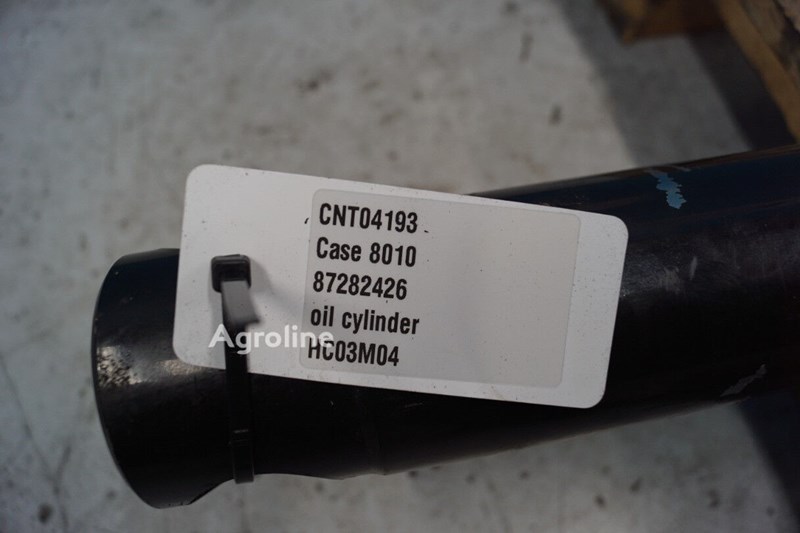 CNT04193
Case 8010
87282426
oil cylinder
Agroline
HC03M04